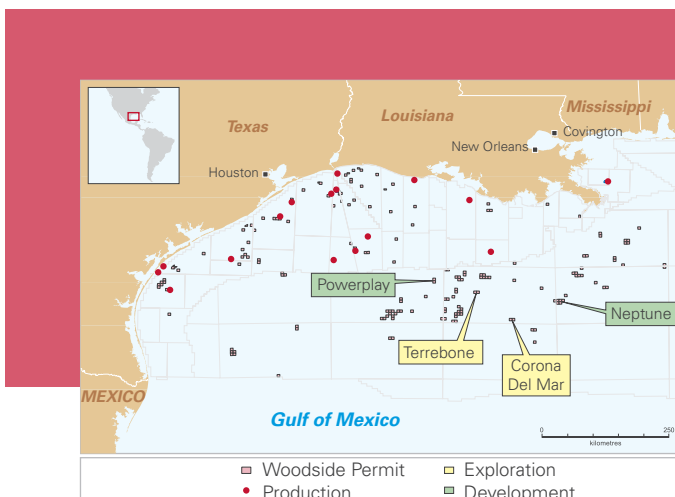 Texas
Louisiana
Mississippi
Covington
New Orleans
Houston
Powerplay
Neptune
Terrebone
Corona
Del Mar
MEXICO
Gulf of Mexico
0 250
kilometres
Woodside Permit
Exploration
Production
Development